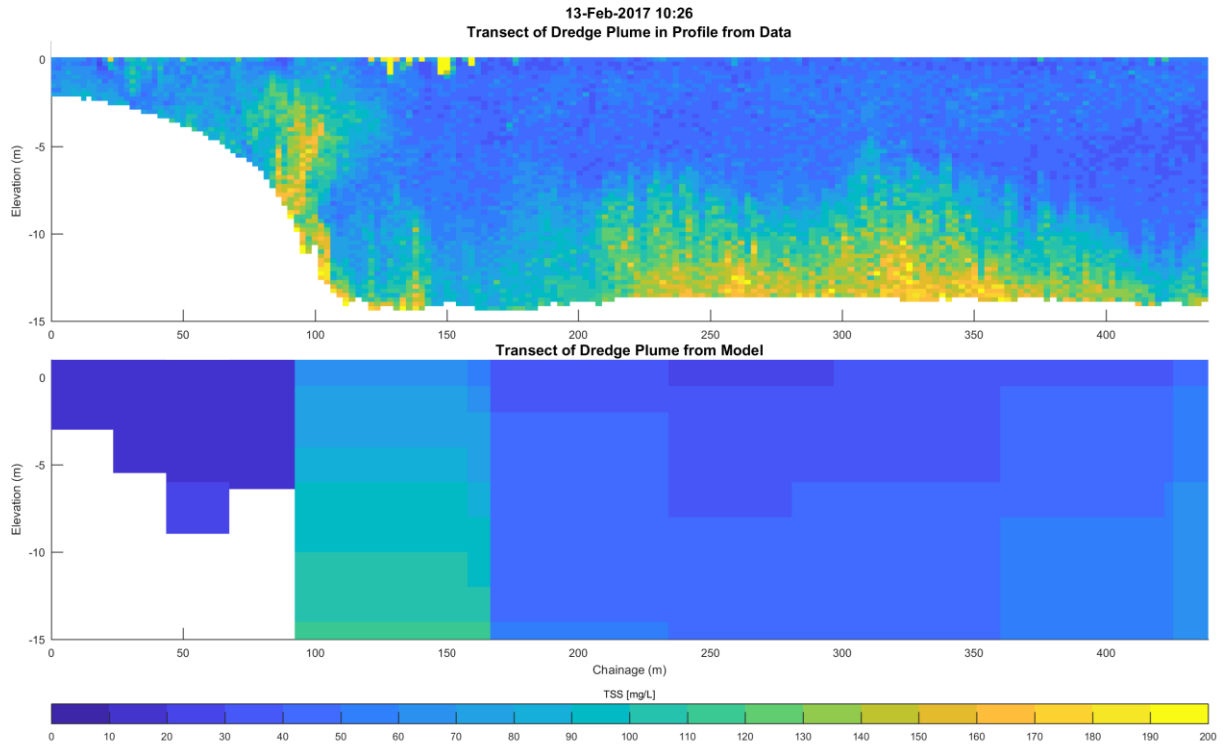 13-Feb-2017 10:26
Transect of Dredge Plume in Profile from Data
Elevation (m)
0
-5
-10
-15
0 50 100 150 200 250 300 350 400
Transect of Dredge Plume from Model
Elevation (m)
0
-5
-10
-15
0 50 100 150 200 250 300 350 400
Chainage (m)
TSS [mg/L]
0 10 20 30 40 50 60 70 80 90 100 110 120 130 140 150 160 170 180 190 200